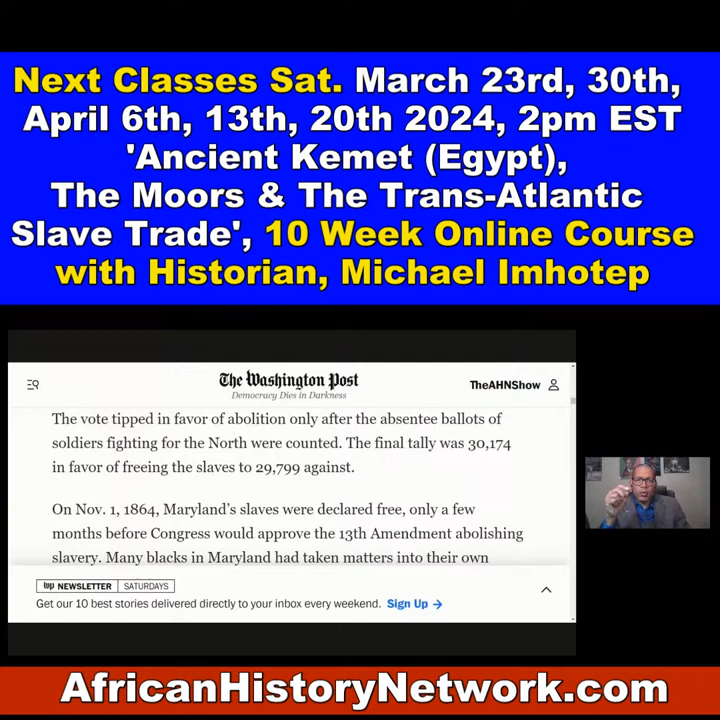 Next Classes Sat. March 23rd, 30th,
April 6th, 13th, 20th 2024, 2pm EST
'Ancient Kemet (Egypt),
The Moors & The Trans-Atlantic
Slave Trade', 10 Week Online Course
with Historian, Michael Imhotep
The Washington Post
Democracy Dies in Darkness
TheAHNShow
The vote tipped in favor of abolition only after the absentee ballots of
soldiers fighting for the North were counted. The final tally was 30,174
in favor of freeing the slaves to 29,799 against.
On Nov. 1, 1864, Maryland’s slaves were declared free, only a few
months before Congress would approve the 13th Amendment abolishing
slavery. Many blacks in Maryland had taken matters into their own
wp NEWSLETTER SATURDAYS
Get our 10 best stories delivered directly to your inbox every weekend. Sign Up →
AfricanHistoryNetwork.com